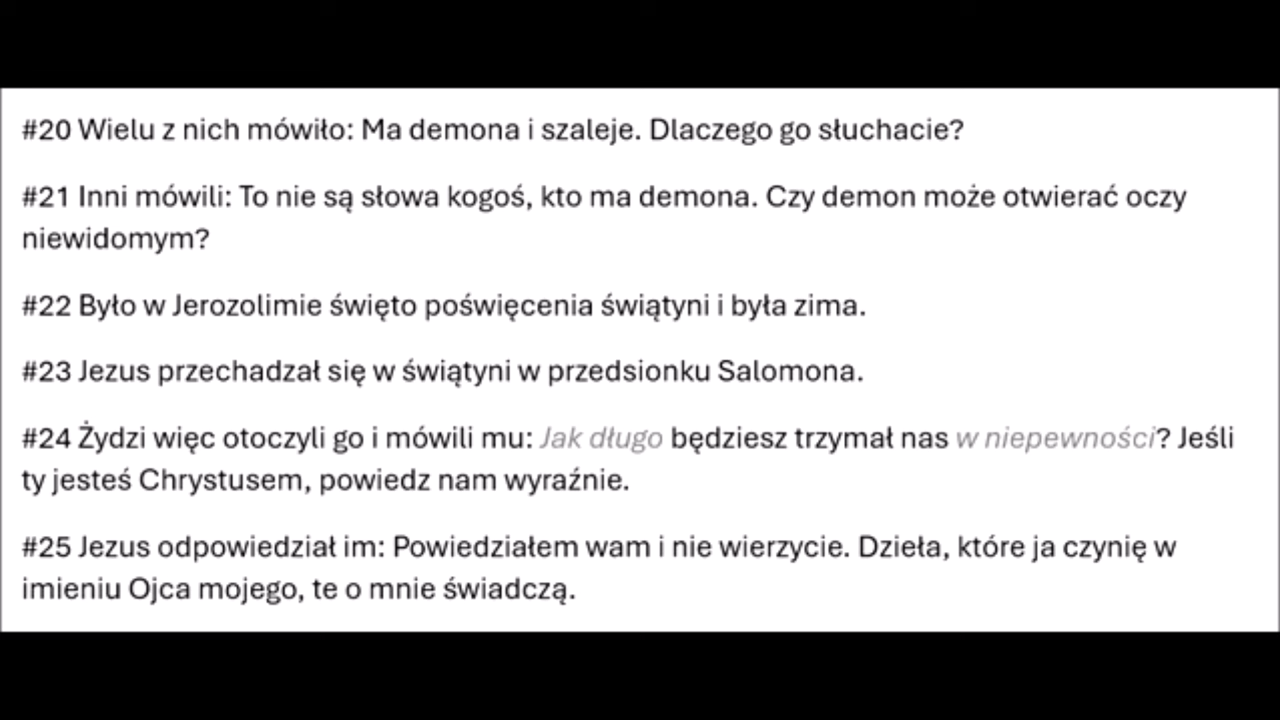 #20 Wielu z nich mówiło: Ma demona i szaleje. Dlaczego go słuchacie?
#21 Inni mówili: To nie są słowa kogoś, kto ma demona. Czy demon może otwierać oczy
niewidomym?
#22 Było w Jerozolimie święto poświęcenia świątyni i była zima.
#23 Jezus przechadzał się w świątyni w przedsionku Salomona.
#24 Żydzi więc otoczyli go i mówili mu: Jak długo będziesz trzymał nas w niepewności? Jeśli
ty jesteś Chrystusem, powiedz nam wyraźnie.
#25 Jezus odpowiedział im: Powiedziałem wam i nie wierzycie. Dzieła, które ja czynię w
imieniu Ojca mojego, te o mnie świadczą.